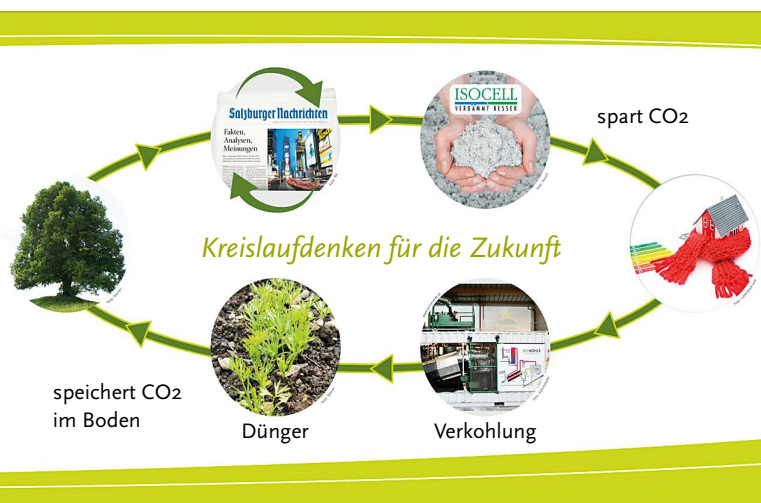 Salzburger Nachrichten
Fakten,
Analysen,
Meinungen
ISOCELL
VERDAMMT BESSER
spart CO2
Kreislaufdenken für die Zukunft
speichert CO2
im Boden
Dünger
Verkohlung